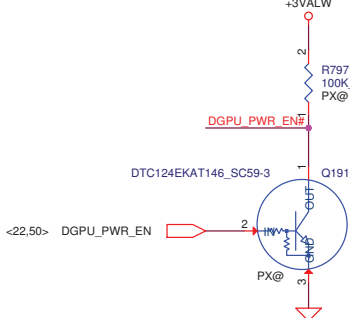 +3VALW
2
R797
100K_
PX@
1
DGPU_PWR_EN#
1
DTC124EKAT146_SC59-3
Q191
OUT
<22,50>
DGPU_PWR_EN
2
IN
GND
PX@
3